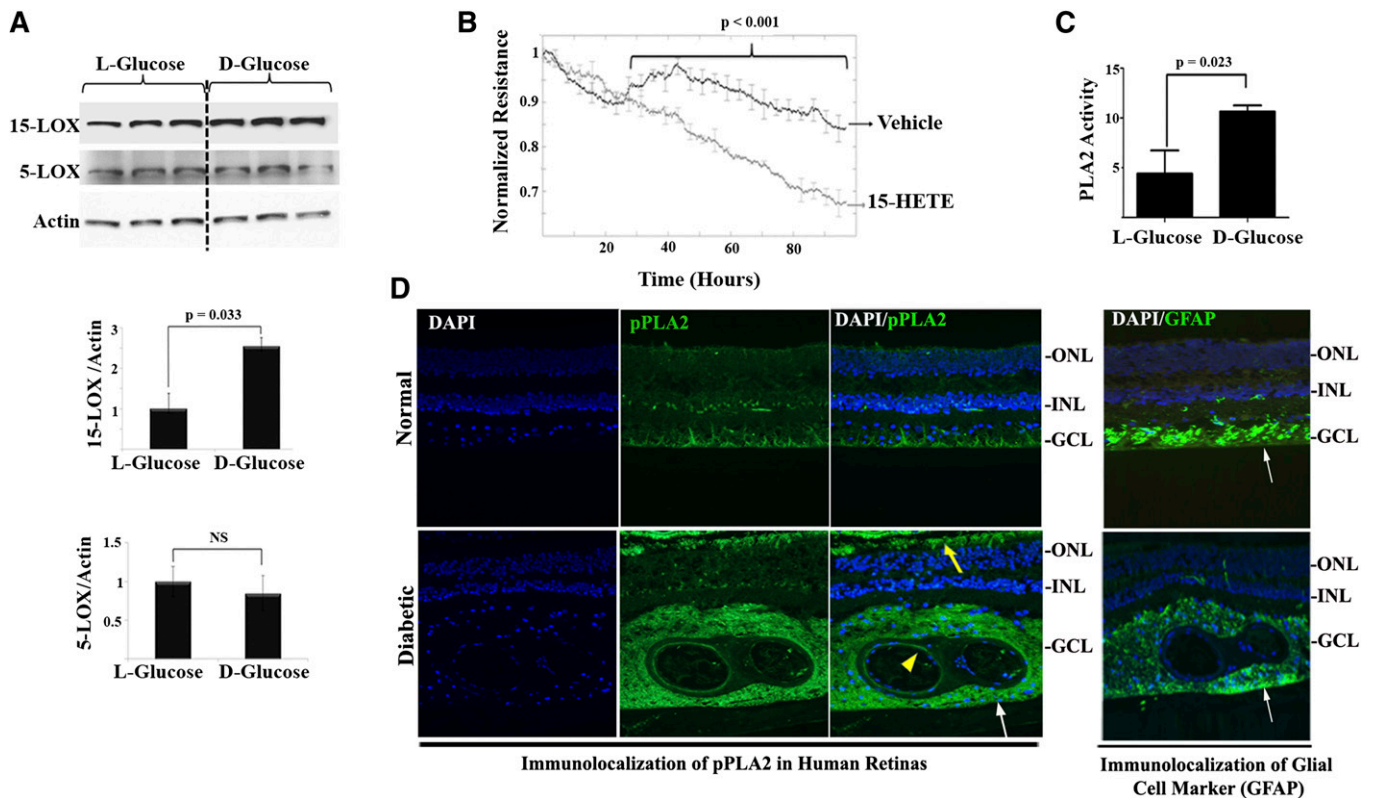 A
L-Glucose D-Glucose
15-LOX
5-LOX
Actin
p = 0.033
15-LOX /Actin
3
2
1
L-Glucose D-Glucose
NS
5-LOX/Actin
1.5
1
0.5
L-Glucose D-Glucose
B
p < 0.001
Normalized Resistance
1
0.9
0.8
0.7
Vehicle
15-HETE
20 40 60 80
Time (Hours)
C
p = 0.023
PLA2 Activity
15
10
5
L-Glucose D-Glucose
D
DAPI pPLA2 DAPI/pPLA2 DAPI/GFAP
Normal
-ONL -ONL
-INL -INL
-GCL -GCL
Diabetic
-ONL -ONL
-INL -INL
-GCL -GCL
Immunolocalization of pPLA2 in Human Retinas
Immunolocalization of Glial
Cell Marker (GFAP)